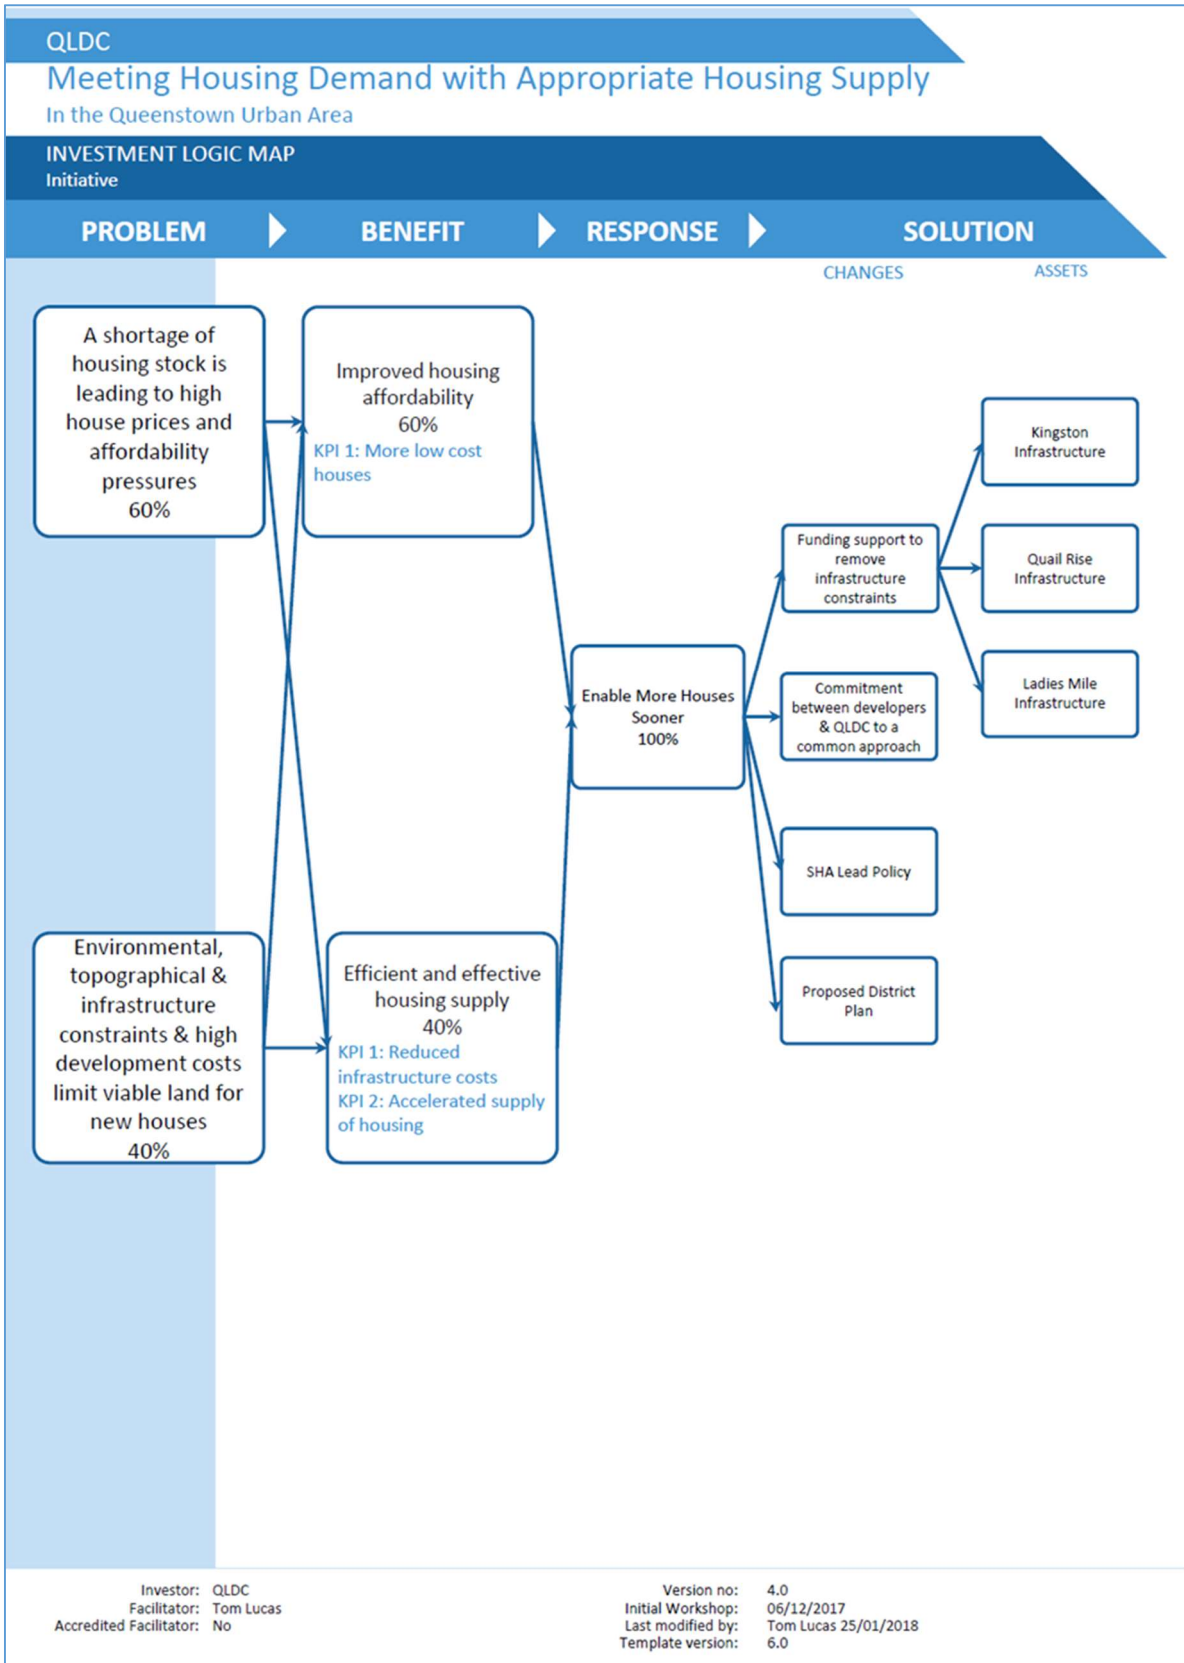 QLDC
Meeting Housing Demand with Appropriate Housing Supply
In the Queenstown Urban Area
INVESTMENT LOGIC MAP
Initiative
PROBLEM
BENEFIT
RESPONSE
SOLUTION
CHANGES
ASSETS
A shortage of
housing stock is
leading to high
house prices and
affordability
pressures
60%
Environmental,
topographical &
infrastructure
constraints & high
development costs
limit viable land for
new houses
40%
Improved housing
affordability
60%
KPI 1: More low cost
houses
Efficient and effective
housing supply
40%
KPI 1: Reduced
infrastructure costs
KPI 2: Accelerated supply
of housing
Enable More Houses
Sooner
100%
Funding support to
remove
infrastructure
constraints
Commitment
between developers
& QLDC to a
common approach
SHA Lead Policy
Proposed District
Plan
Kingston
Infrastructure
Quail Rise
Infrastructure
Ladies Mile
Infrastructure
Investor: QLDC
Facilitator: Tom Lucas
Accredited Facilitator: No
Version no: 4.0
Initial Workshop: 06/12/2017
Last modified by: Tom Lucas 25/01/2018
Template version: 6.0